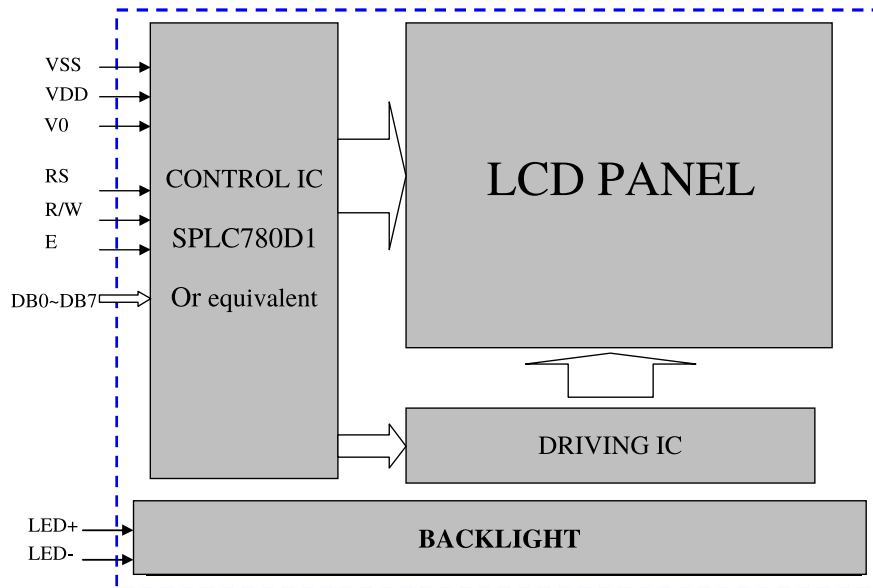 VSS
VDD
V0
RS
R/W
E
DB0~DB7
CONTROL IC
SPLC780D1
Or equivalent
LCD PANEL
DRIVING IC
LED+
LED-
BACKLIGHT